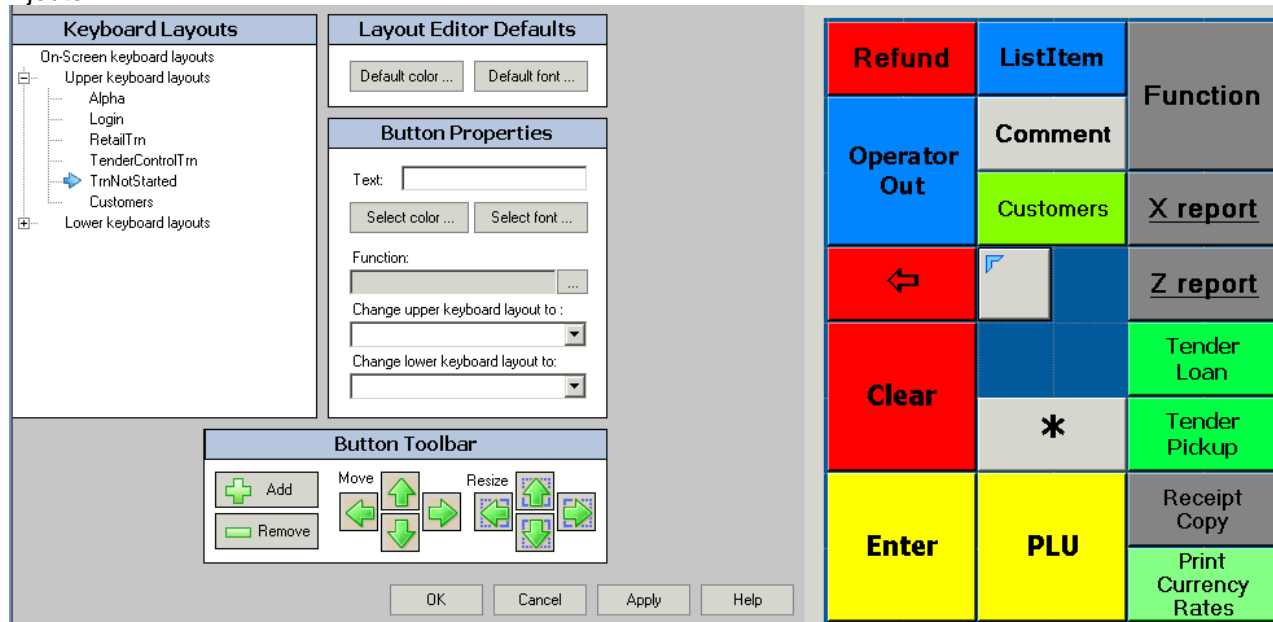 Keyboard Layouts
On-Screen keyboard layouts
Upper keyboard layouts
Alpha
Login
RetailTrn
TenderControlTrn
TrnNotStarted
Customers
Lower keyboard layouts
Layout Editor Defaults
Default color ...
Default font ...
Button Properties
Text:
Select color ...
Select font ...
Function:
...
Change upper keyboard layout to :
Change lower keyboard layout to:
Button Toolbar
Add
Remove
Move
Resize
OK
Cancel
Apply
Help
Refund
ListItem
Function
Operator
Out
Comment
Customers
X report
Z report
Clear
Tender
Loan
*
Tender
Pickup
Enter
PLU
Receipt
Copy
Print
Currency
Rates